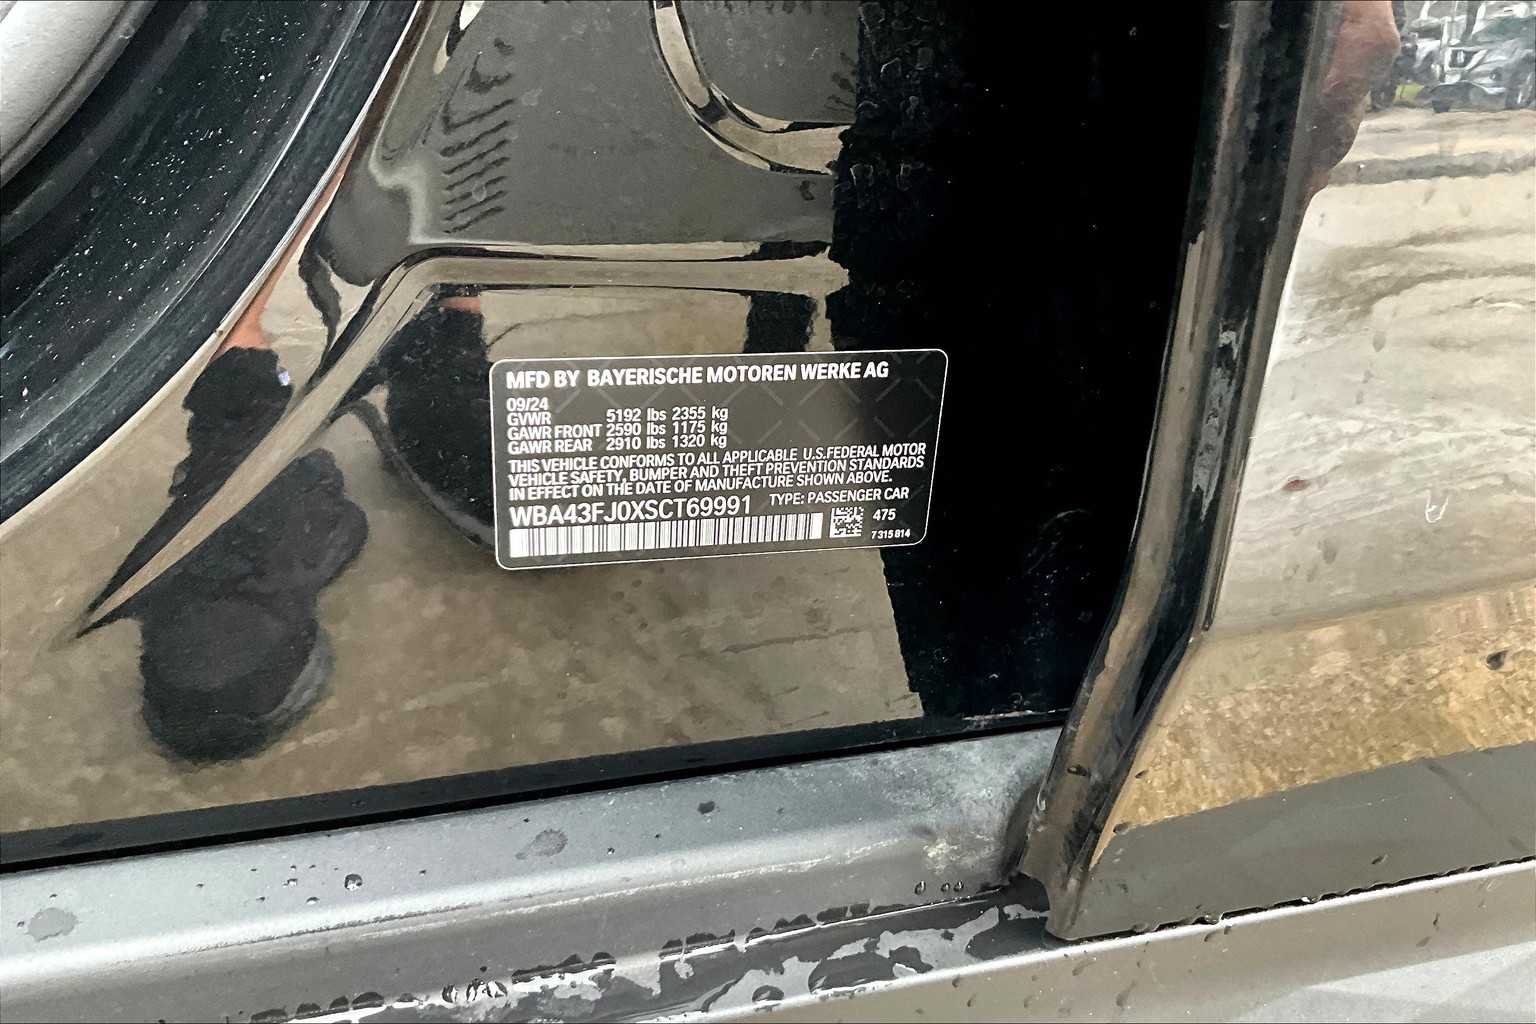 MFD BY BAYERISCHE MOTOREN WERKE AG
09/24
GVWR 5192 lbs 2355 kg
GAWR FRONT 2590 lbs 1175 kg
GAWR REAR 2910 lbs 1320 kg
THIS VEHICLE CONFORMS TO ALL APPLICABLE U.S.FEDERAL MOTOR
VEHICLE SAFETY, BUMPER AND THEFT PREVENTION STANDARDS
IN EFFECT ON THE DATE OF MANUFACTURE SHOWN ABOVE.
TYPE: PASSENGER CAR
WBA43FJ0XSCT69991
475
7 315 814